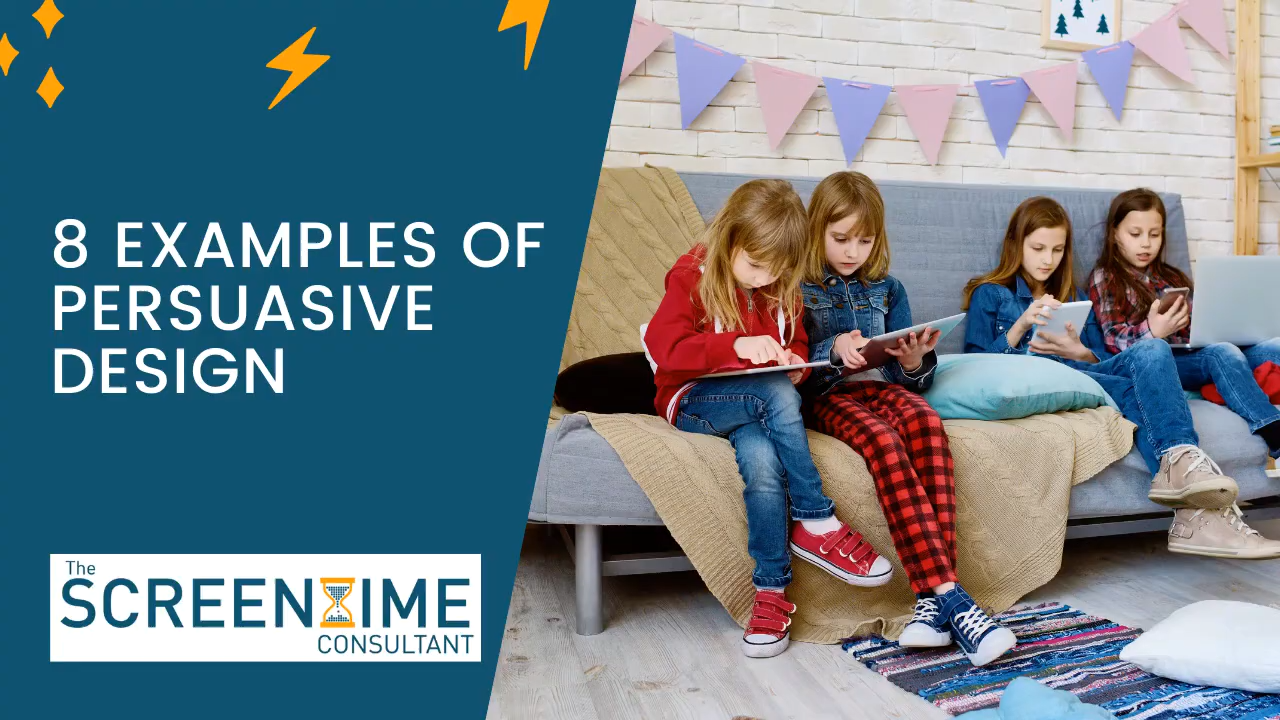 8 EXAMPLES OF
PERSUASIVE
DESIGN
The
SCREENTIME
CONSULTANT